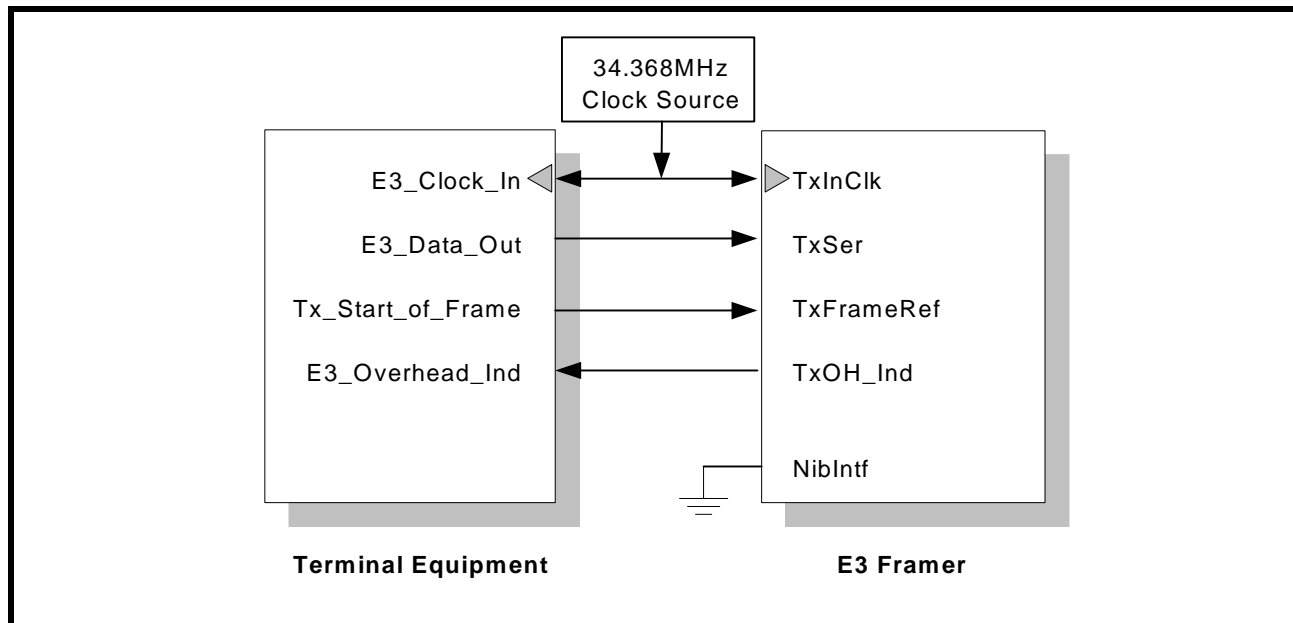 34.368MHz
Clock Source
E3_Clock_In
TxInClk
E3_Data_Out
TxSer
Tx_Start_of_Frame
TxFrameRef
E3_Overhead_Ind
TxOH_Ind
NibIntf
Terminal Equipment
E3 Framer